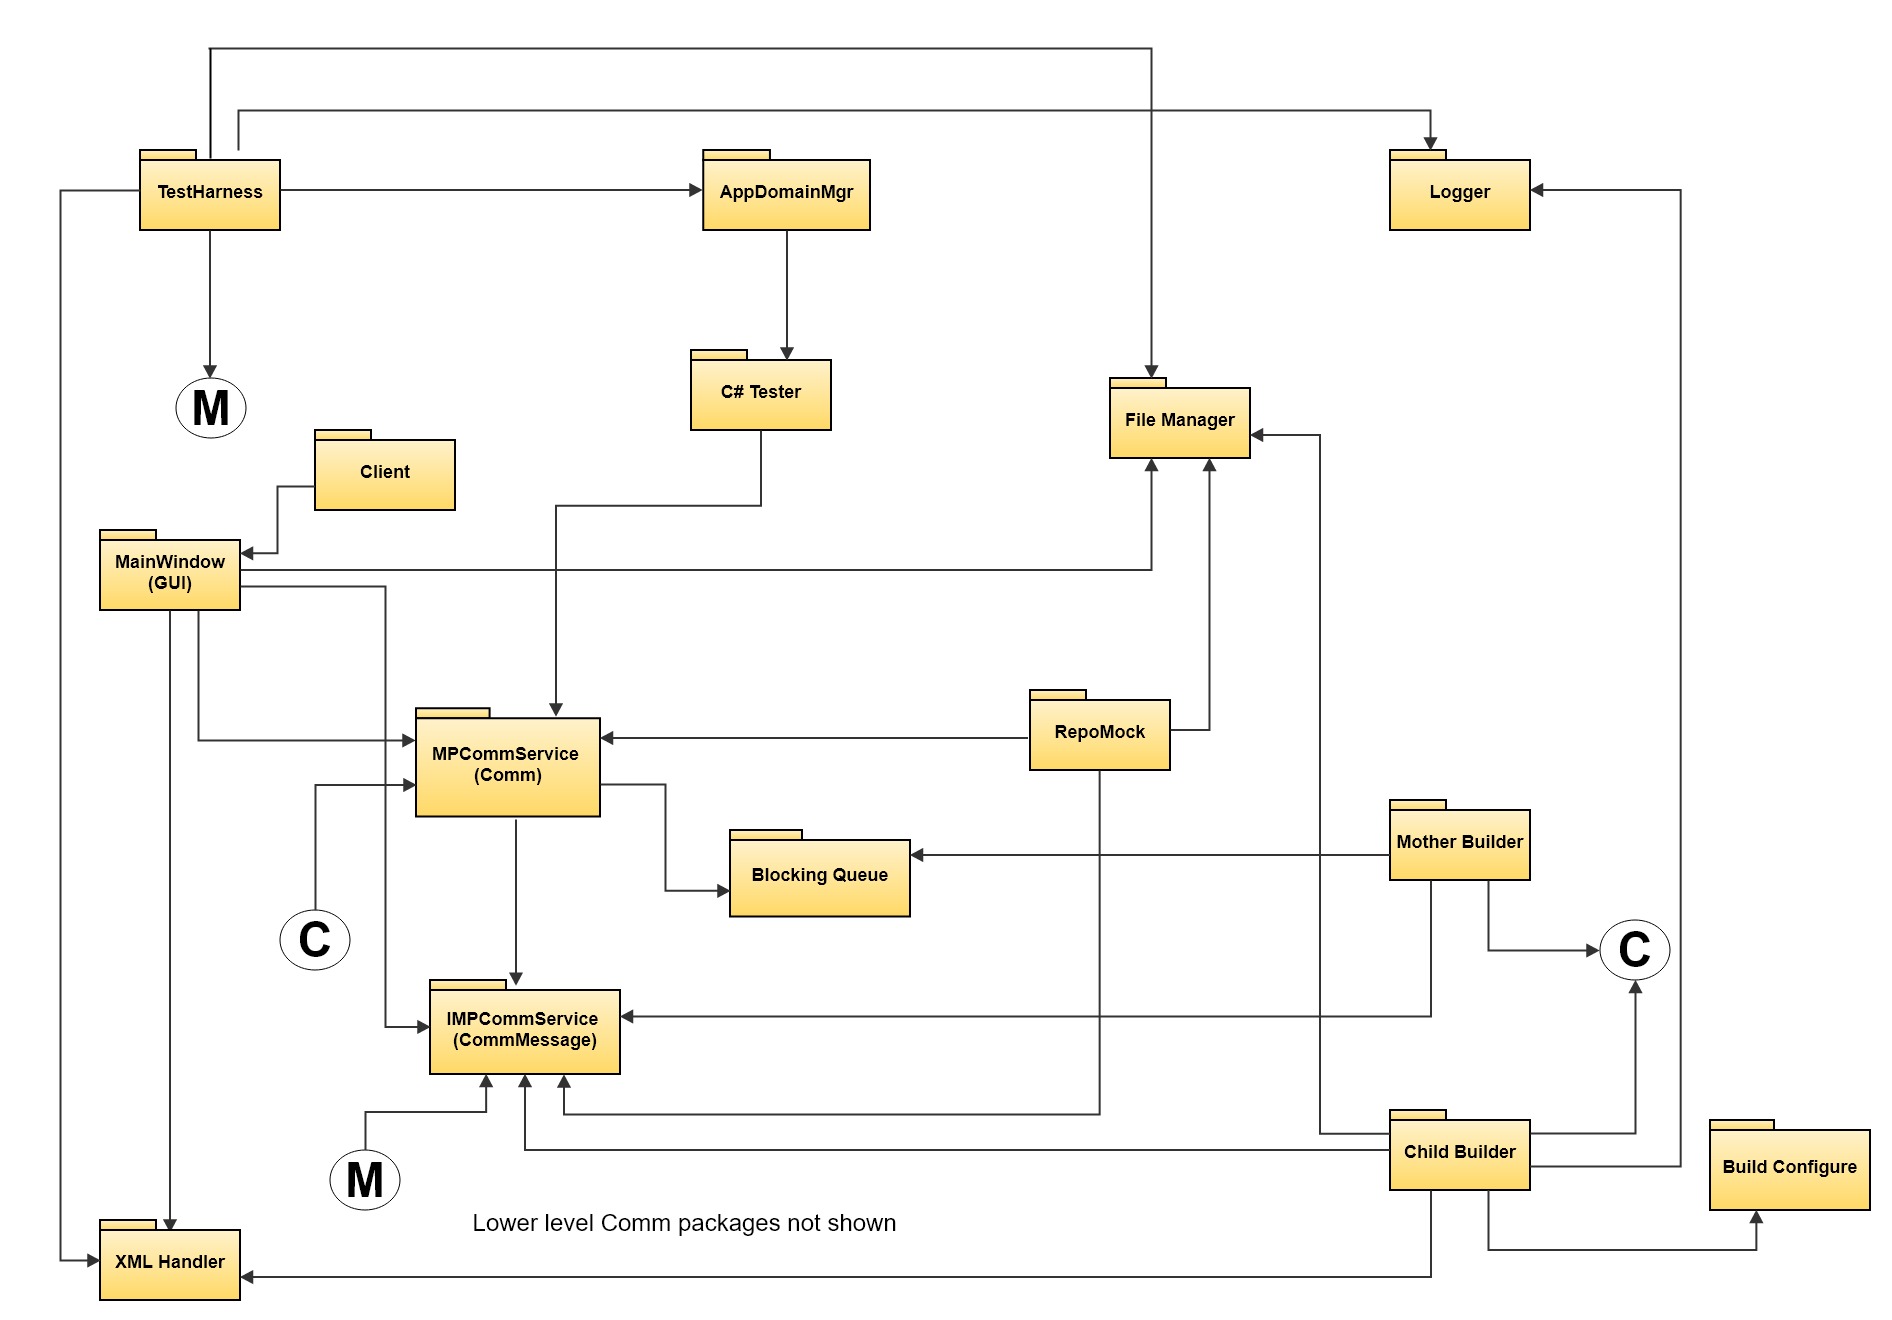 TestHarness
AppDomainMgr
Logger
M
C# Tester
File Manager
Client
MainWindow
(GUI)
MPCommService
(Comm)
RepoMock
Blocking Queue
Mother Builder
C
C
IMPCommService
(CommMessage)
M
Child Builder
Build Configure
Lower level Comm packages not shown
XML Handler